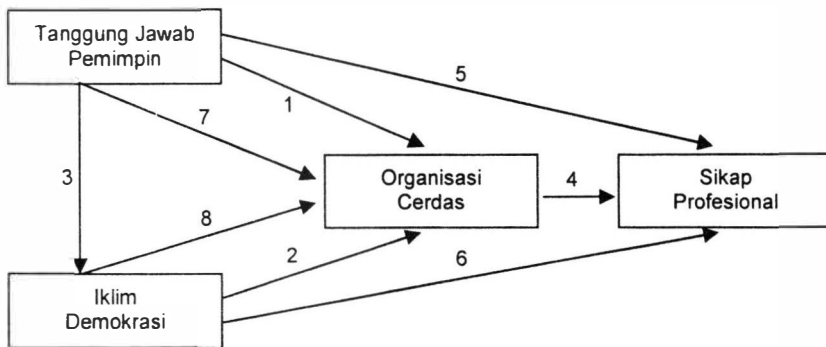 Tanggung Jawab
Pemimpin
5
1
7
3
Organisasi
Cerdas
4
Sikap
Profesional
8
2
6
Iklim
Demokrasi